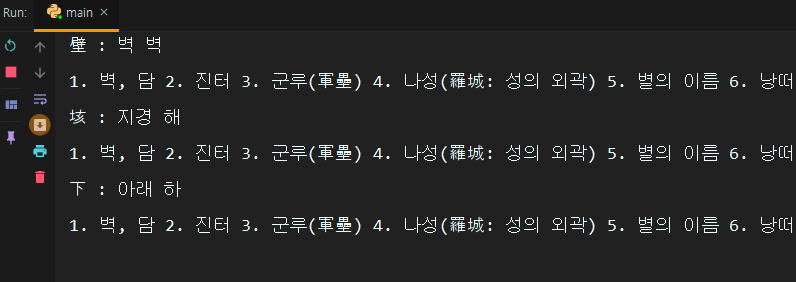 Run: main ×
壁 : 벽 벽
1. 벽, 담 2. 진터 3. 군루(軍壘) 4. 나성(羅城: 성의 외곽) 5. 별의 이름 6. 낭떠
垓 : 지경 해
1. 벽, 담 2. 진터 3. 군루(軍壘) 4. 나성(羅城: 성의 외곽) 5. 별의 이름 6. 낭떠
下 : 아래 하
1. 벽, 담 2. 진터 3. 군루(軍壘) 4. 나성(羅城: 성의 외곽) 5. 별의 이름 6. 낭떠